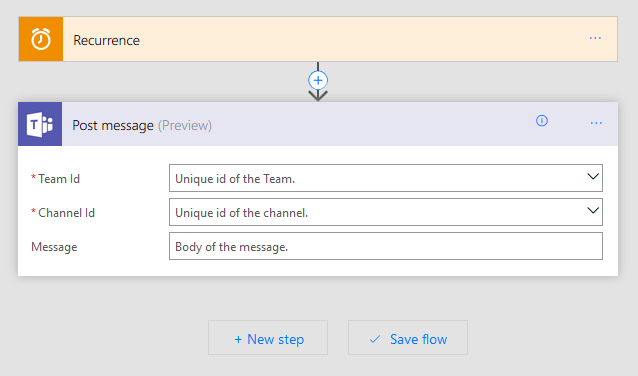 Recurrence
...
+
T
Post message (Preview)
...
* Team Id Unique id of the Team.
* Channel Id Unique id of the channel.
Message Body of the message.
+ New step Save flow